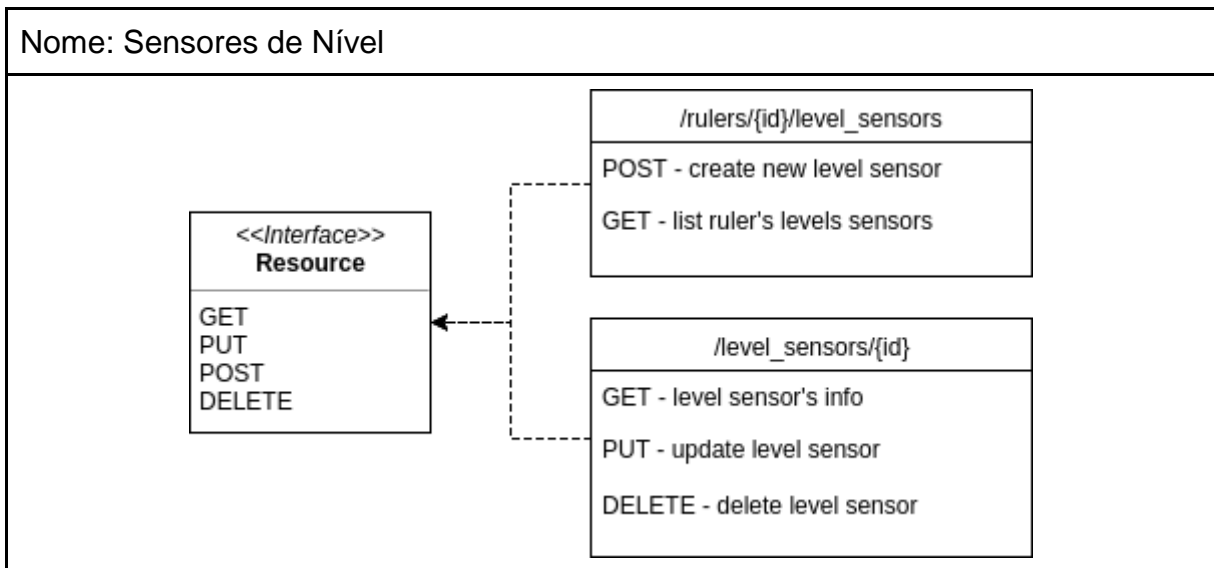 Nome: Sensores de Nível
<<Interface>>
Resource
GET
PUT
POST
DELETE
/rulers/{id}/level_sensors
POST - create new level sensor
GET - list ruler's levels sensors
/level_sensors/{id}
GET - level sensor's info
PUT - update level sensor
DELETE - delete level sensor